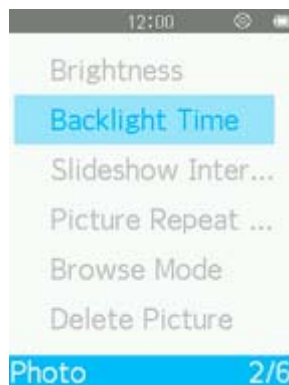 12:00
Brightness
Backlight Time
Slideshow Inter...
Picture Repeat ...
Browse Mode
Delete Picture
Photo 2/6